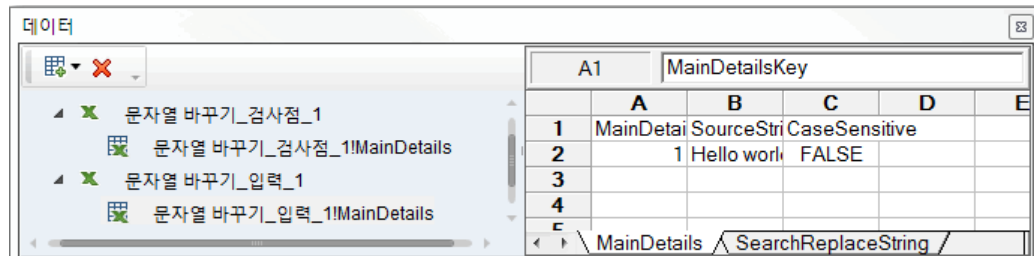 데이터
A1 MainDetailsKey
문자열 바꾸기_검사점_1
문자열 바꾸기_검사점_1!MainDetails
문자열 바꾸기_입력_1
문자열 바꾸기_입력_1!MainDetails
A B C D E
1 MainDetai SourceStri CaseSensitive
2 1 Hello worl FALSE
3
4
5
MainDetails SearchReplaceString